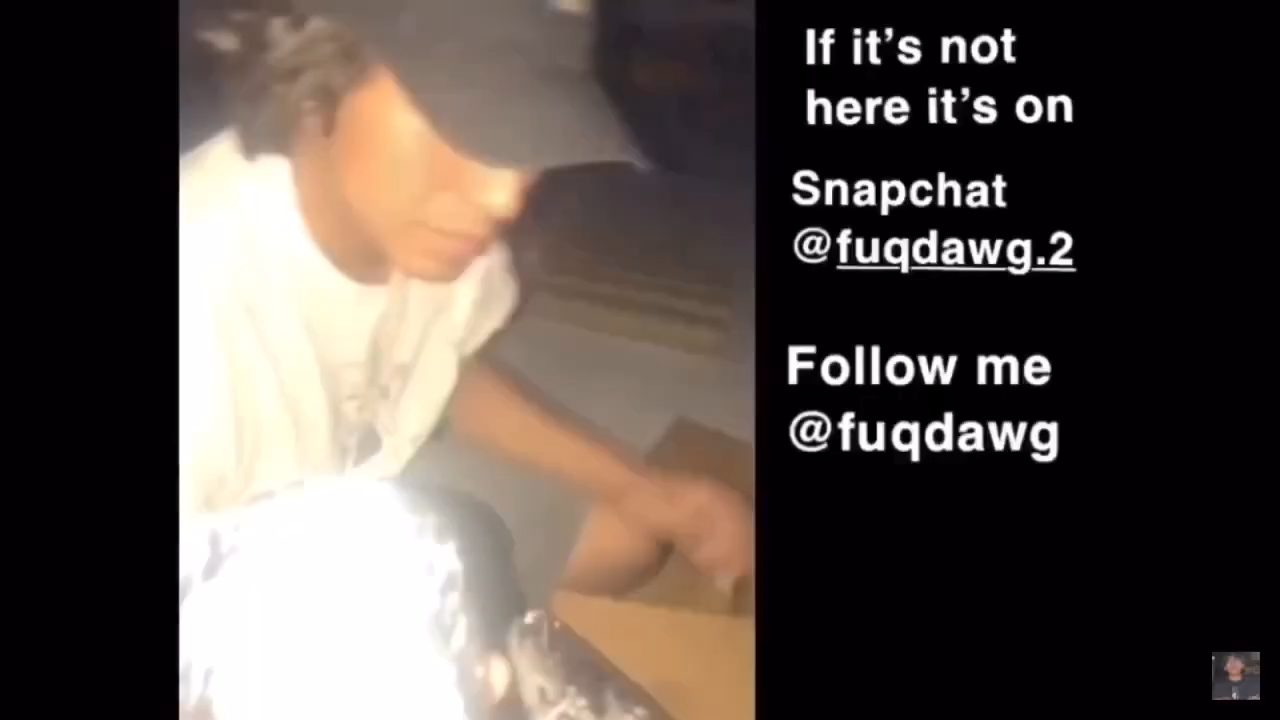 If it’s not
here it’s on
Snapchat
@fuqdawg.2
Follow me
@fuqdawg